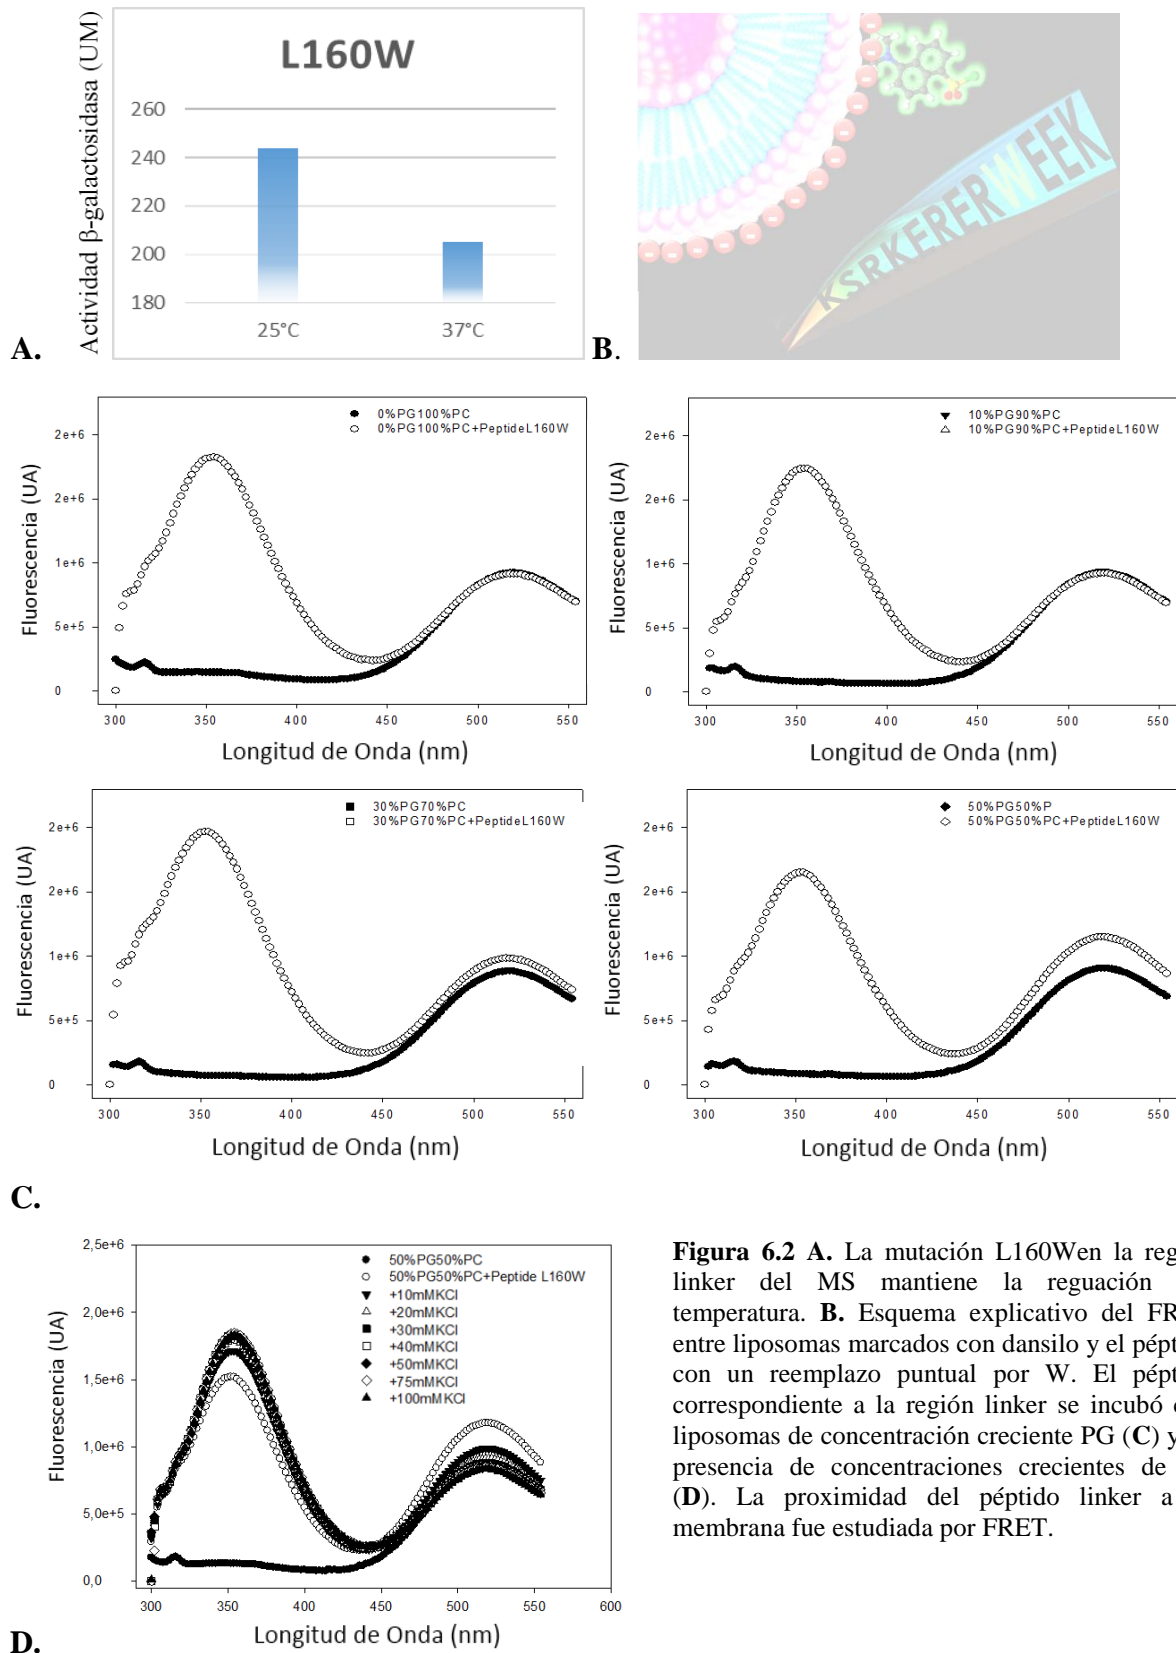 L160W
Actividad β-galactosidasa (UM)
260
240
220
200
180
25°C
37°C
A.
KSRKERERWEEK
B.
0%PG100%PC
0%PG100%PC+PeptideL160W
Fluorescencia (UA)
2e+6
2e+6
1e+6
5e+5
0
300 350 400 450 500 550
Longitud de Onda (nm)
10%PG90%PC
10%PG90%PC+PeptideL160W
Fluorescencia (UA)
2e+6
2e+6
1e+6
5e+5
0
300 350 400 450 500 550
Longitud de Onda (nm)
30%PG70%PC
30%PG70%PC+PeptideL160W
Fluorescencia (UA)
2e+6
2e+6
1e+6
5e+5
0
300 350 400 450 500 550
Longitud de Onda (nm)
50%PG50%P
50%PG50%PC+PeptideL160W
Fluorescencia (UA)
2e+6
2e+6
1e+6
5e+5
0
300 350 400 450 500 550
Longitud de Onda (nm)
C.
50%PG50%PC
50%PG50%PC+Peptide L160W
+10mMKCl
+20mMKCl
+30mMKCl
+40mMKCl
+50mMKCl
+75mMKCl
+100mMKCl
Fluorescencia (UA)
2,5e+6
2,0e+6
1,5e+6
1,0e+6
5,0e+5
0,0
300 350 400 450 500 550 600
Longitud de Onda (nm)
D.
Figura 6.2 A. La mutación L160Wen la reg
linker del MS mantiene la reguación
temperatura. B. Esquema explicativo del FR
entre liposomas marcados con dansilo y el pépt
con un reemplazo puntual por W. El pépt
correspondiente a la región linker se incubó
liposomas de concentración creciente PG (C) y
presencia de concentraciones crecientes de
(D). La proximidad del péptido linker a
membrana fue estudiada por FRET.